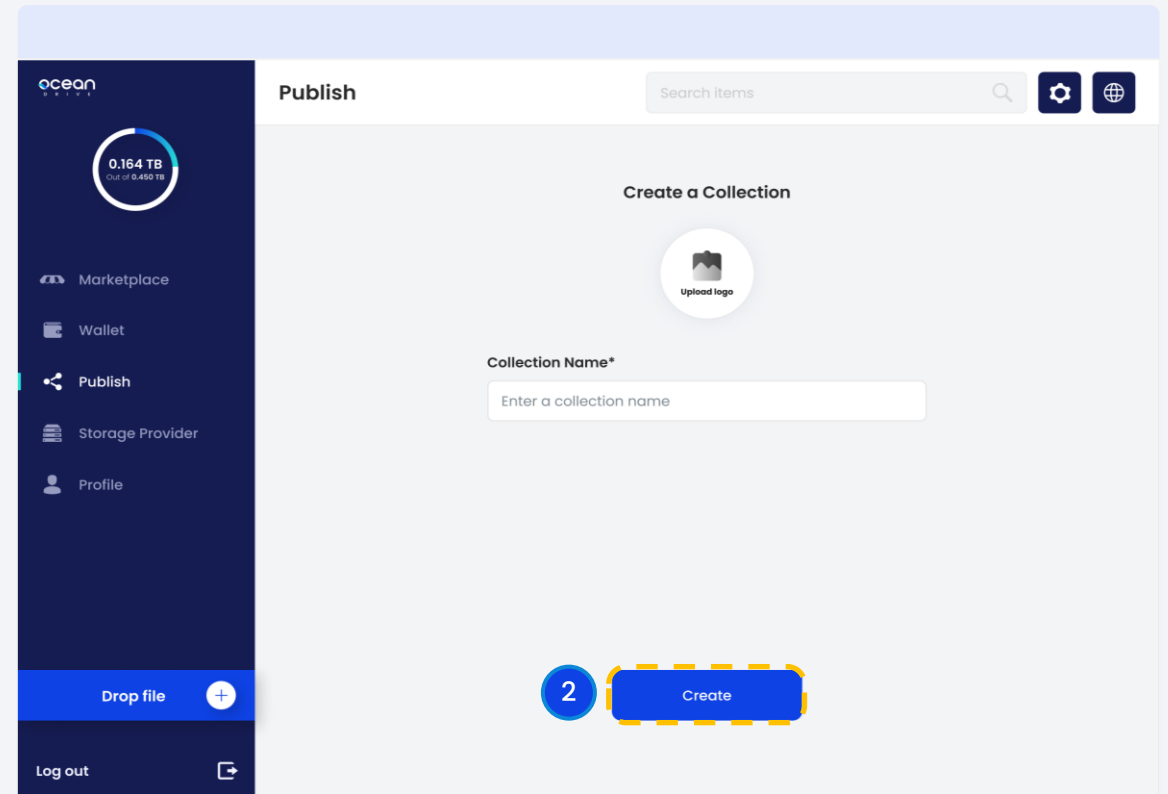 ocean
DRIVE
Publish
Search items
0.164 TB
Out of 0.450 TB
Create a Collection
Upload logo
Marketplace
Wallet
Publish
Storage Provider
Profile
Collection Name*
Enter a collection name
Drop file
2
Create
Log out